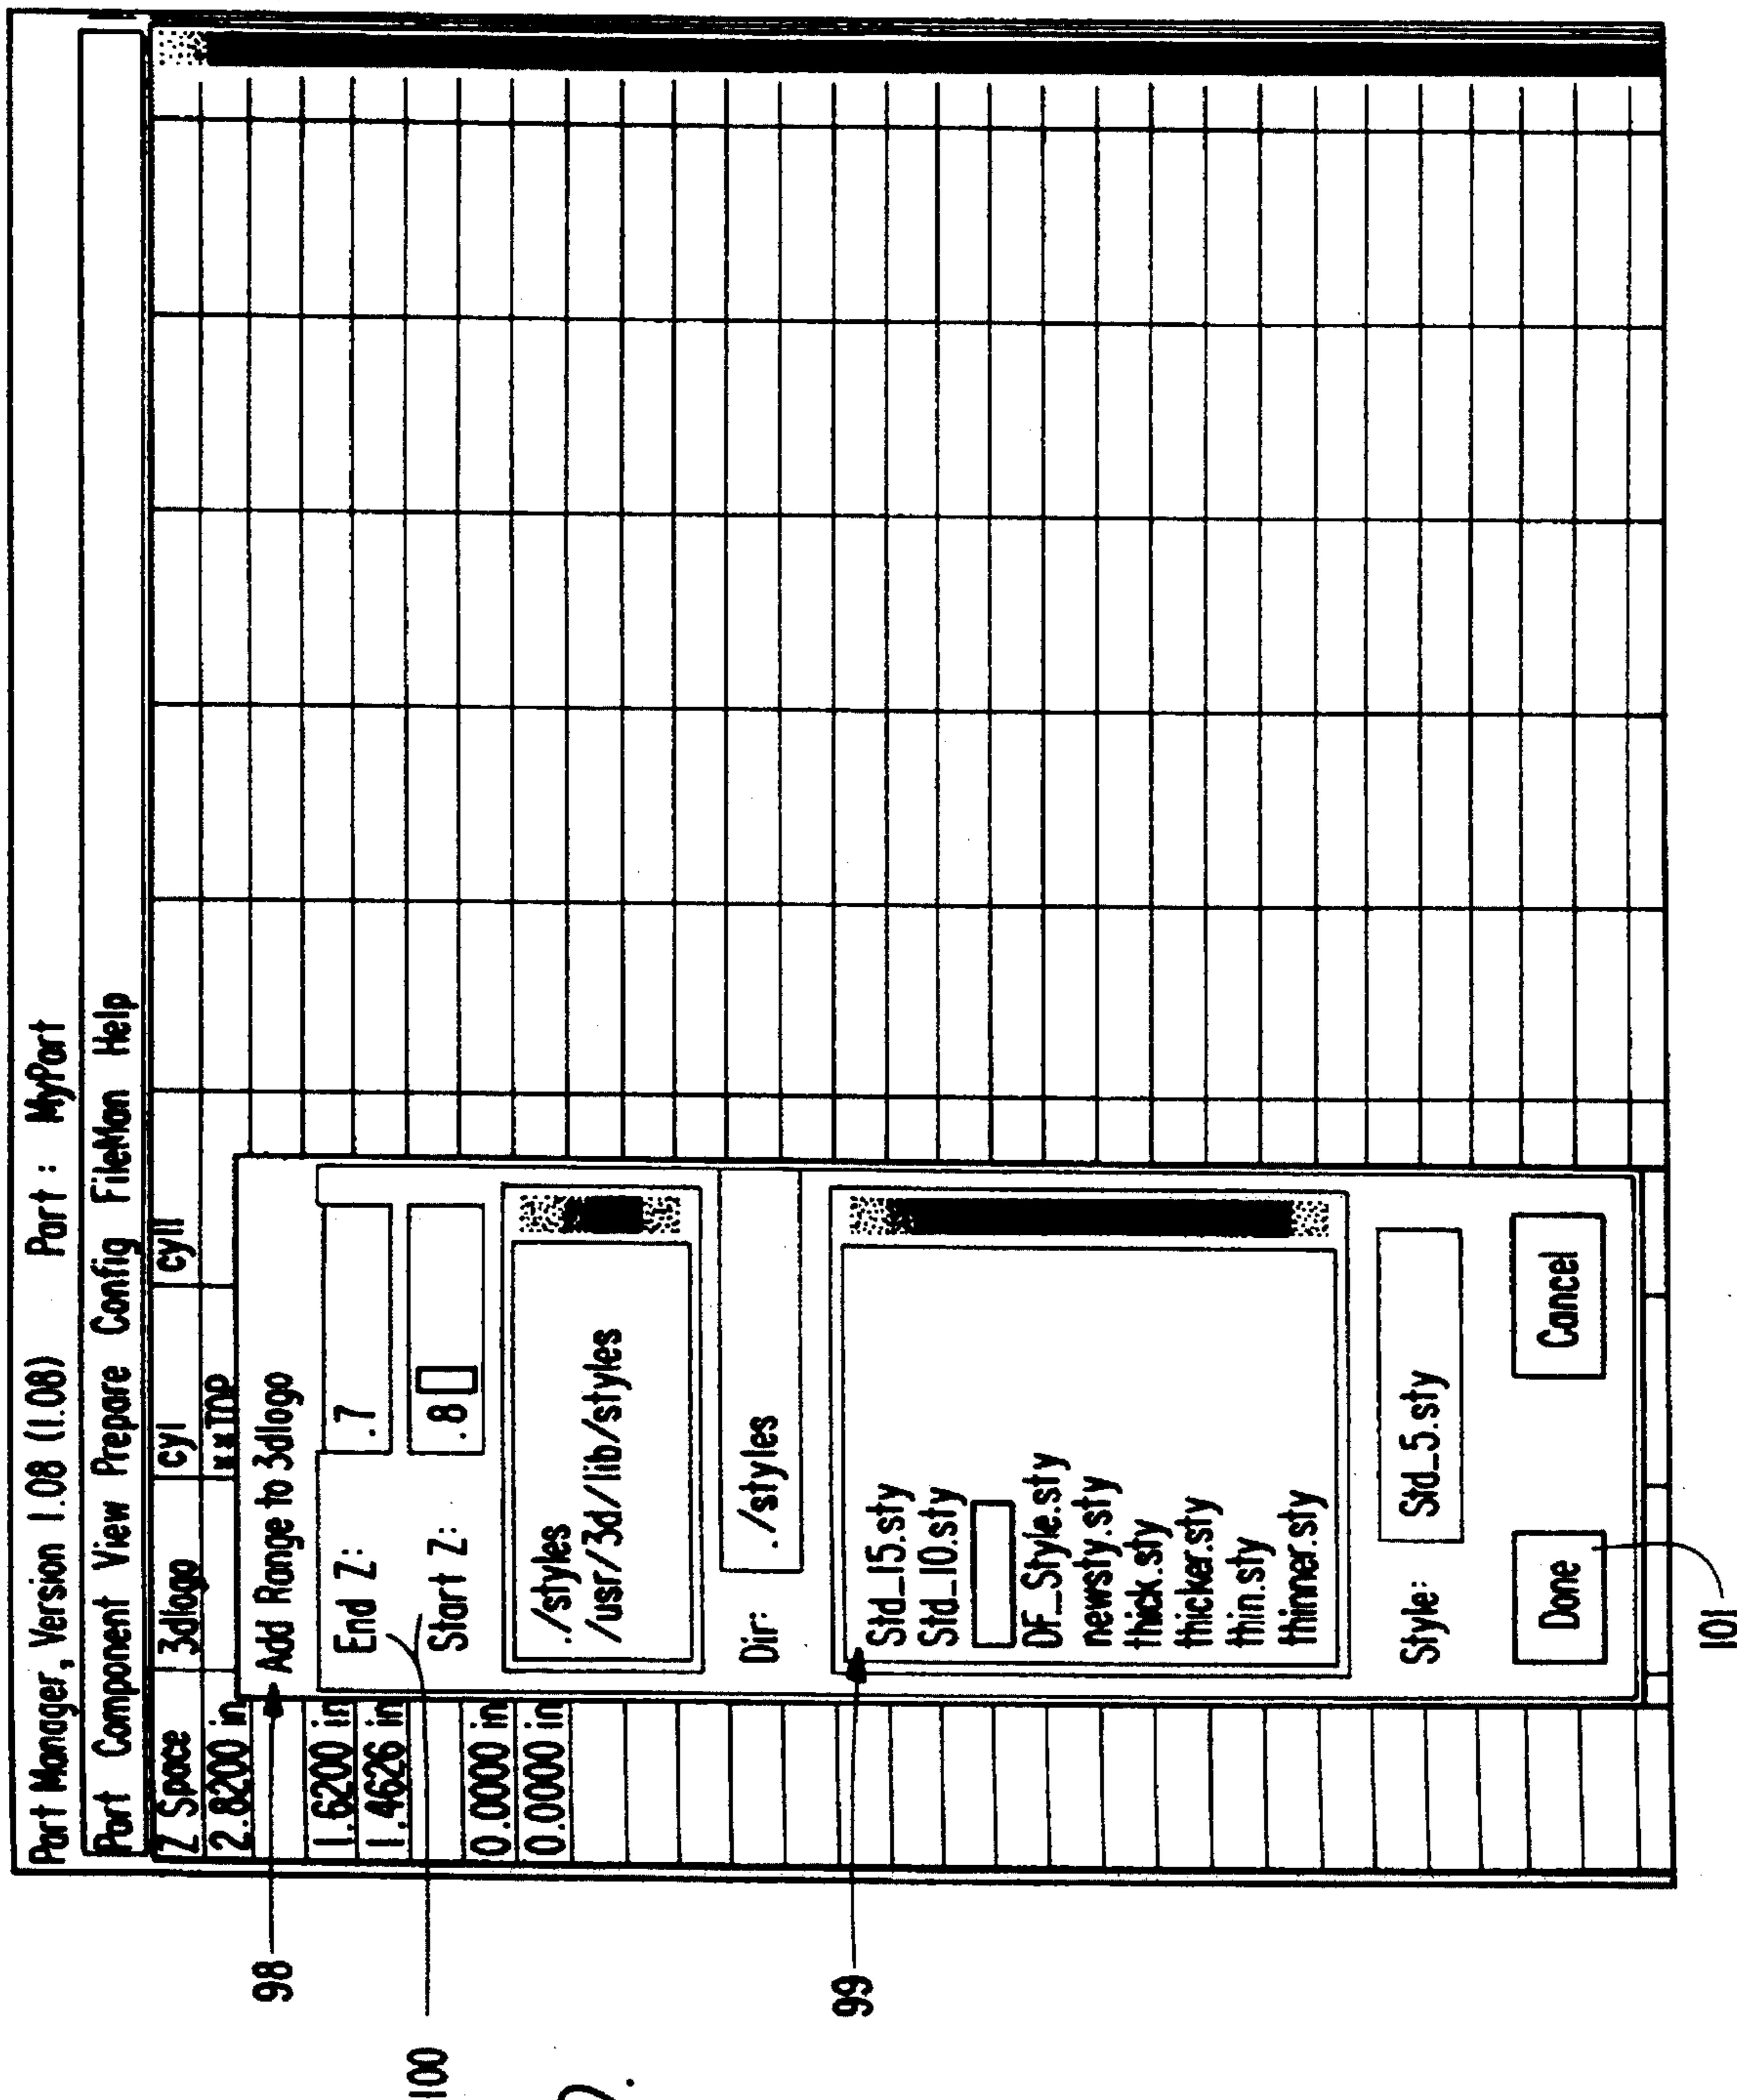 Part Manager, Version 1.08 (1.08) Part : MyPart
Part Component View Prepare Config FileMan Help
Z Space 3dlogo cyl cyl1
2.8200 in **TOP
98 Add Range to 3dlogo
1.6200 in End Z: .7
1.4626 in
100 Start Z: .8
0.0000 in
0.0000 in ./styles
/usr/3d/lib/styles
Dir: ./styles
99 Std_15.sty
Std_10.sty
DF_Style.sty
newsty.sty
thick.sty
thicker.sty
thin.sty
thinner.sty
Style: Std_5.sty
Done Cancel
101